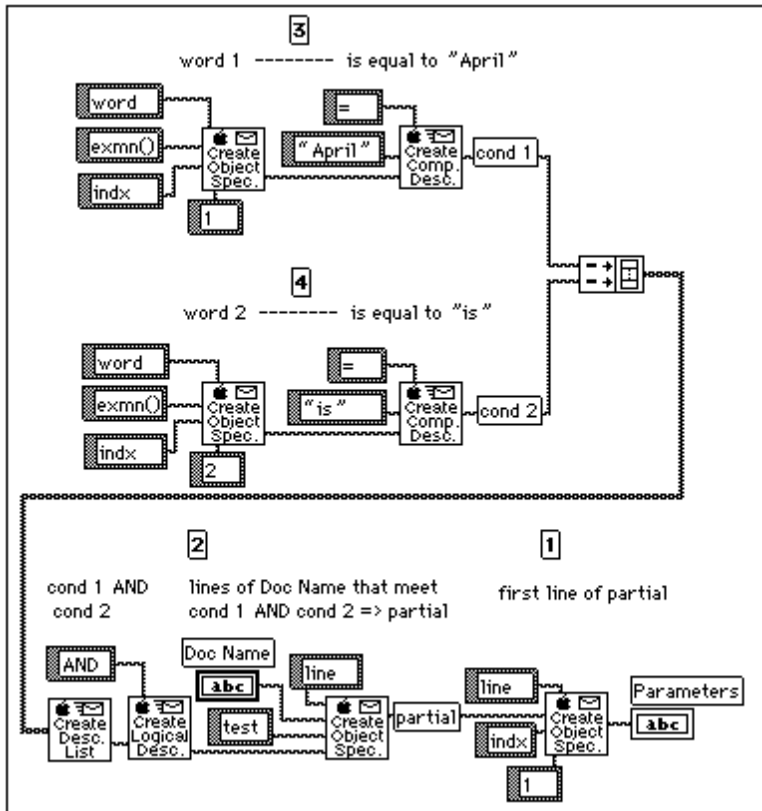 3
word 1 -------- is equal to "April"
word
=
exmn()
"April"
indx
Create Object Spec.
Create Comp. Desc.
cond 1
1
4
word 2 -------- is equal to "is"
word
=
exmn()
"is"
indx
Create Object Spec.
Create Comp. Desc.
cond 2
2
2
1
cond 1 AND
cond 2
lines of Doc Name that meet
cond 1 AND cond 2 => partial
first line of partial
AND
Doc Name
abc
line
test
Create Desc. List
Create Logical Desc.
Create Object Spec.
partial
line
indx
1
Create Object Spec.
Parameters
abc